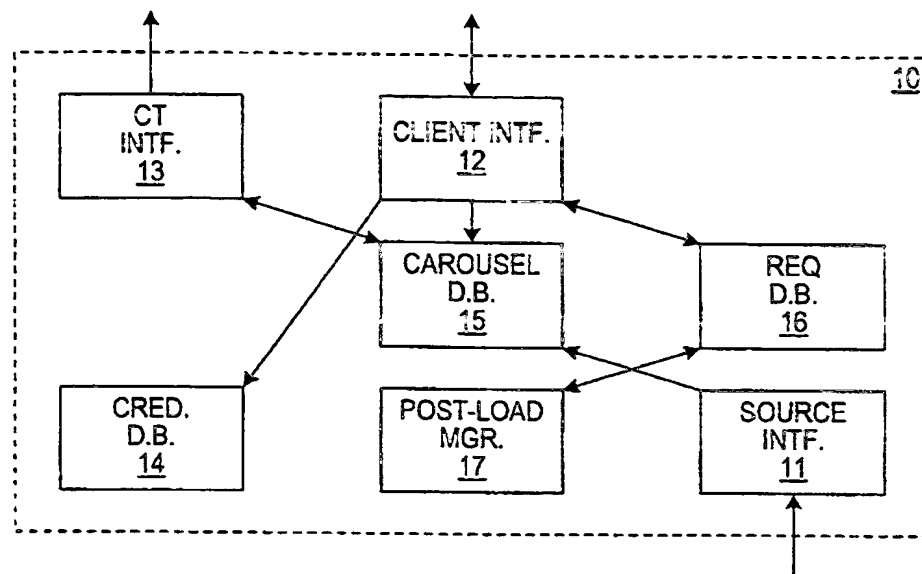 10
CT
INTF.
13
CLIENT INTF.
12
CAROUSEL
D.B.
15
REQ
D.B.
16
CRED.
D.B.
14
POST-LOAD
MGR.
17
SOURCE
INTF.
11